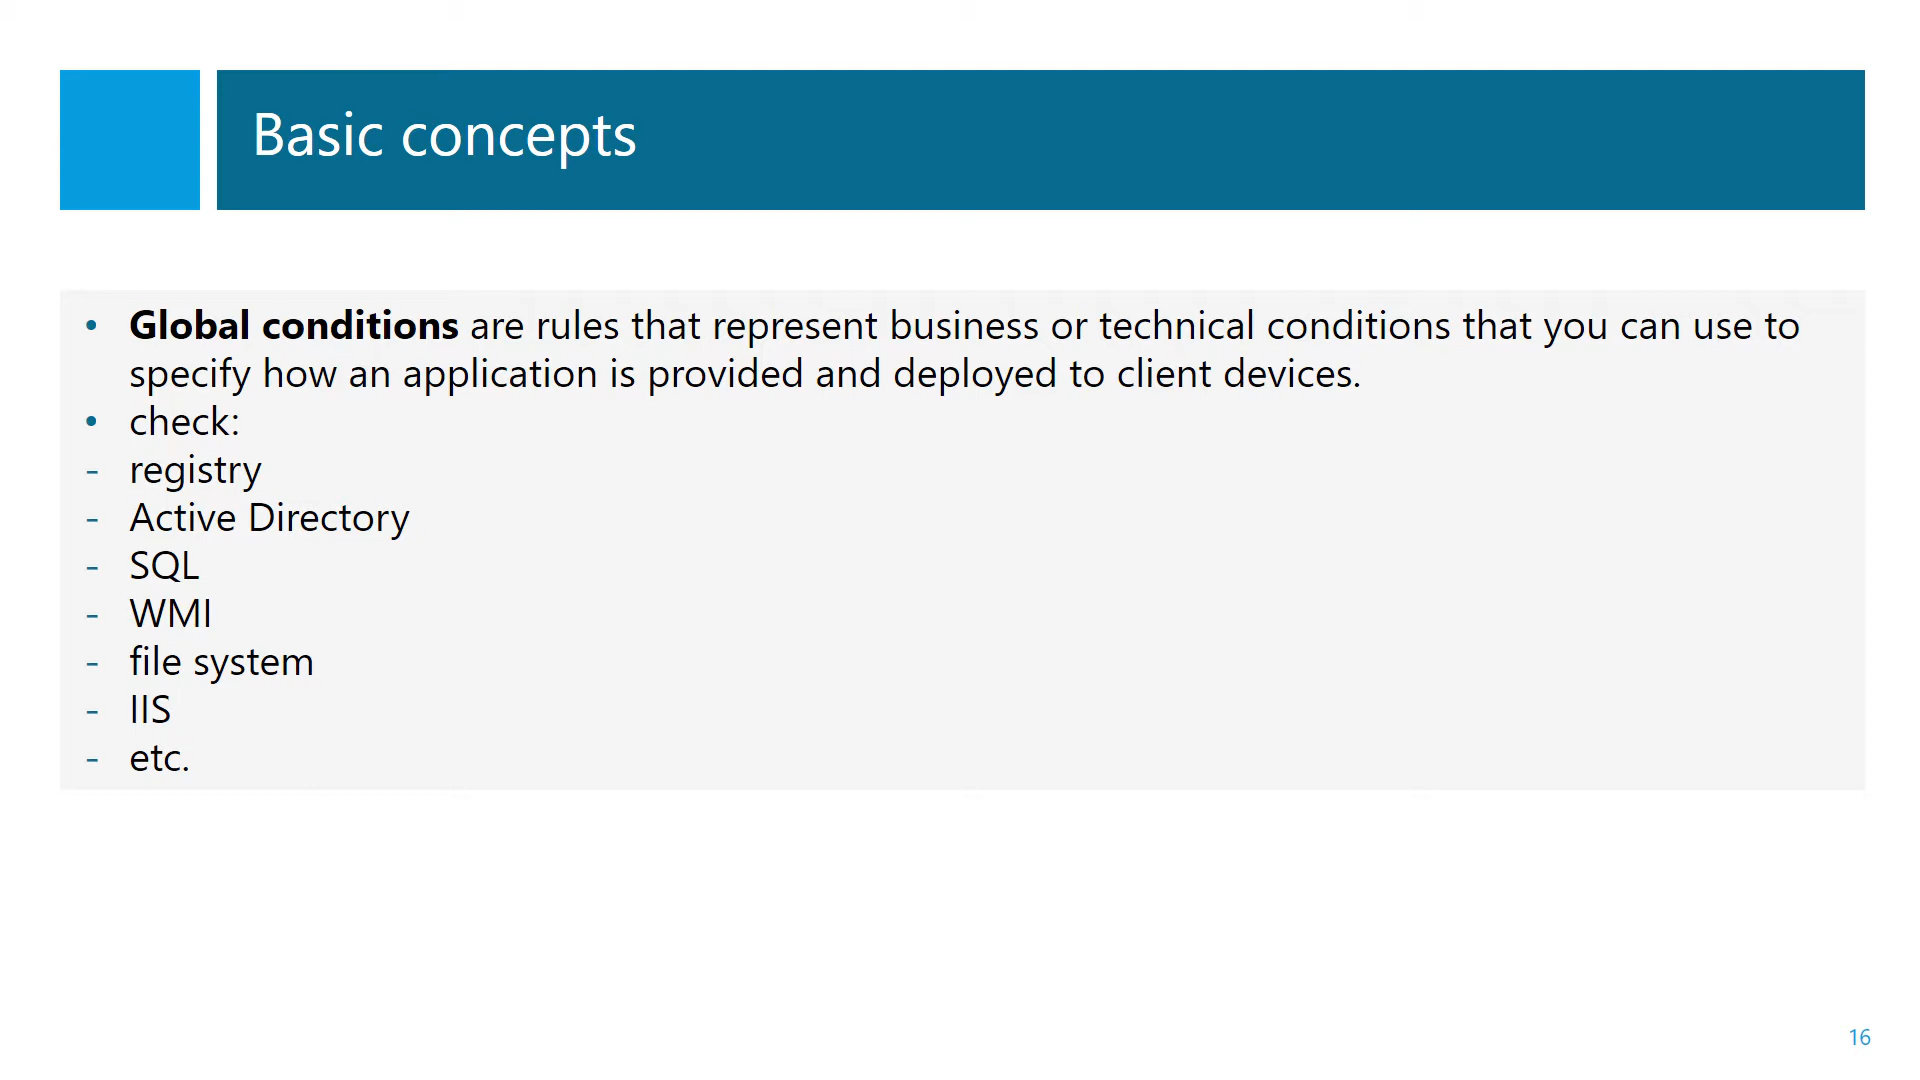 Basic concepts
• Global conditions are rules that represent business or technical conditions that you can use to
specify how an application is provided and deployed to client devices.
• check:
- registry
- Active Directory
- SQL
- WMI
- file system
- IIS
- etc.
16